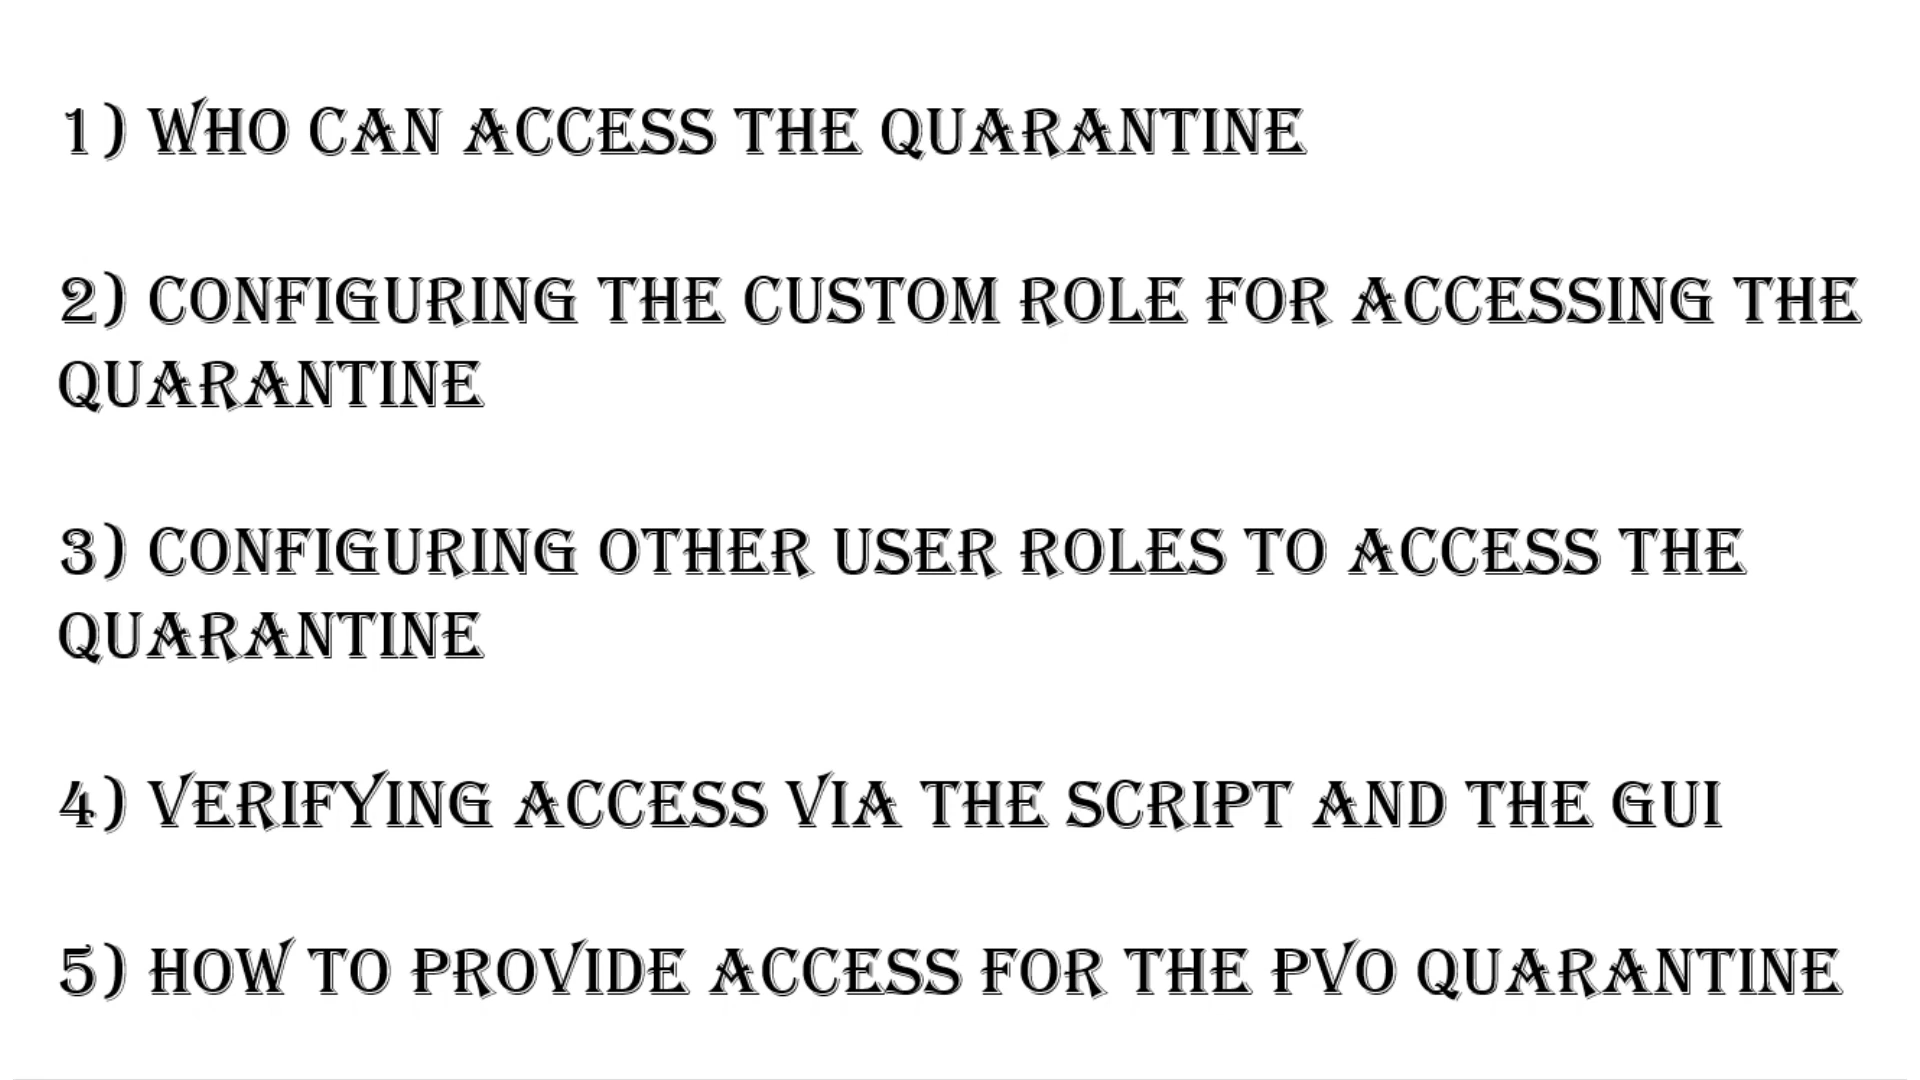 1) WHO CAN ACCESS THE QUARANTINE
2) CONFIGURING THE CUSTOM ROLE FOR ACCESSING THE
QUARANTINE
3) CONFIGURING OTHER USER ROLES TO ACCESS THE
QUARANTINE
4) VERIFYING ACCESS VIA THE SCRIPT AND THE GUI
5) HOW TO PROVIDE ACCESS FOR THE PVO QUARANTINE